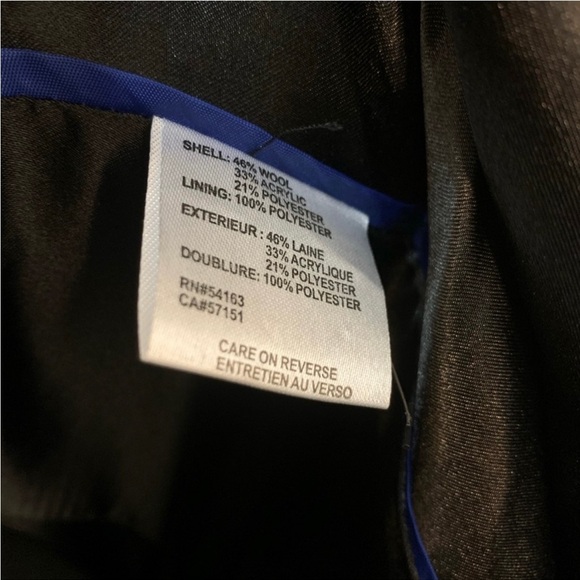 SHELL: 46% WOOL
33% ACRYLIC
21% POLYESTER
LINING: 100% POLYESTER
EXTERIEUR : 46% LAINE
33% ACRYLIQUE
21% POLYESTER
DOUBLURE: 100% POLYESTER
RN#54163
CA#57151
CARE ON REVERSE
ENTRETIEN AU VERSO